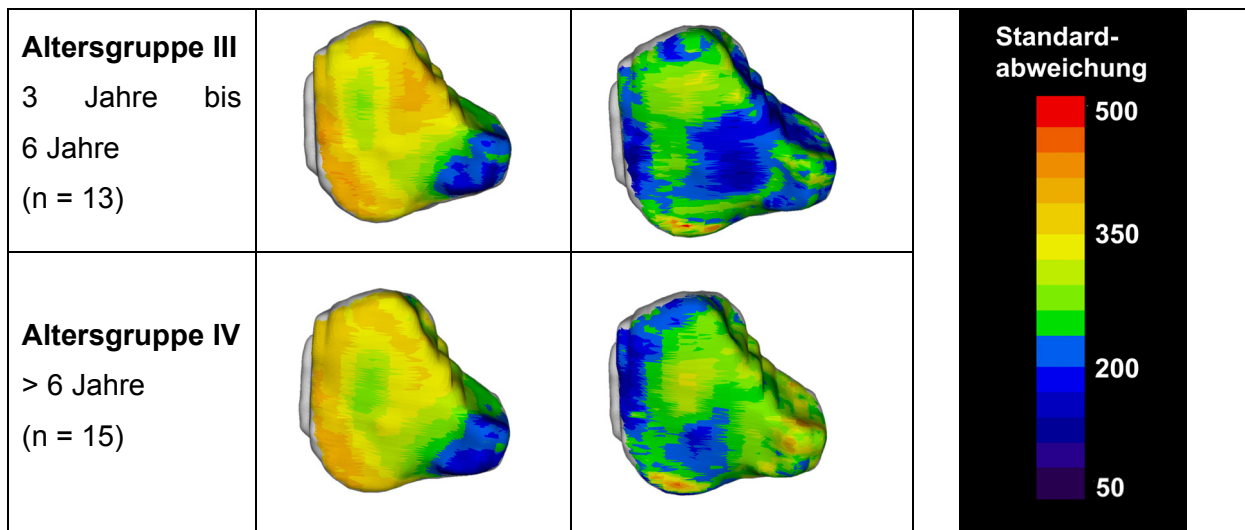 Altersgruppe III
3 Jahre bis
6 Jahre
(n = 13)
Altersgruppe IV
> 6 Jahre
(n = 15)
Standard-
abweichung
500
350
200
50